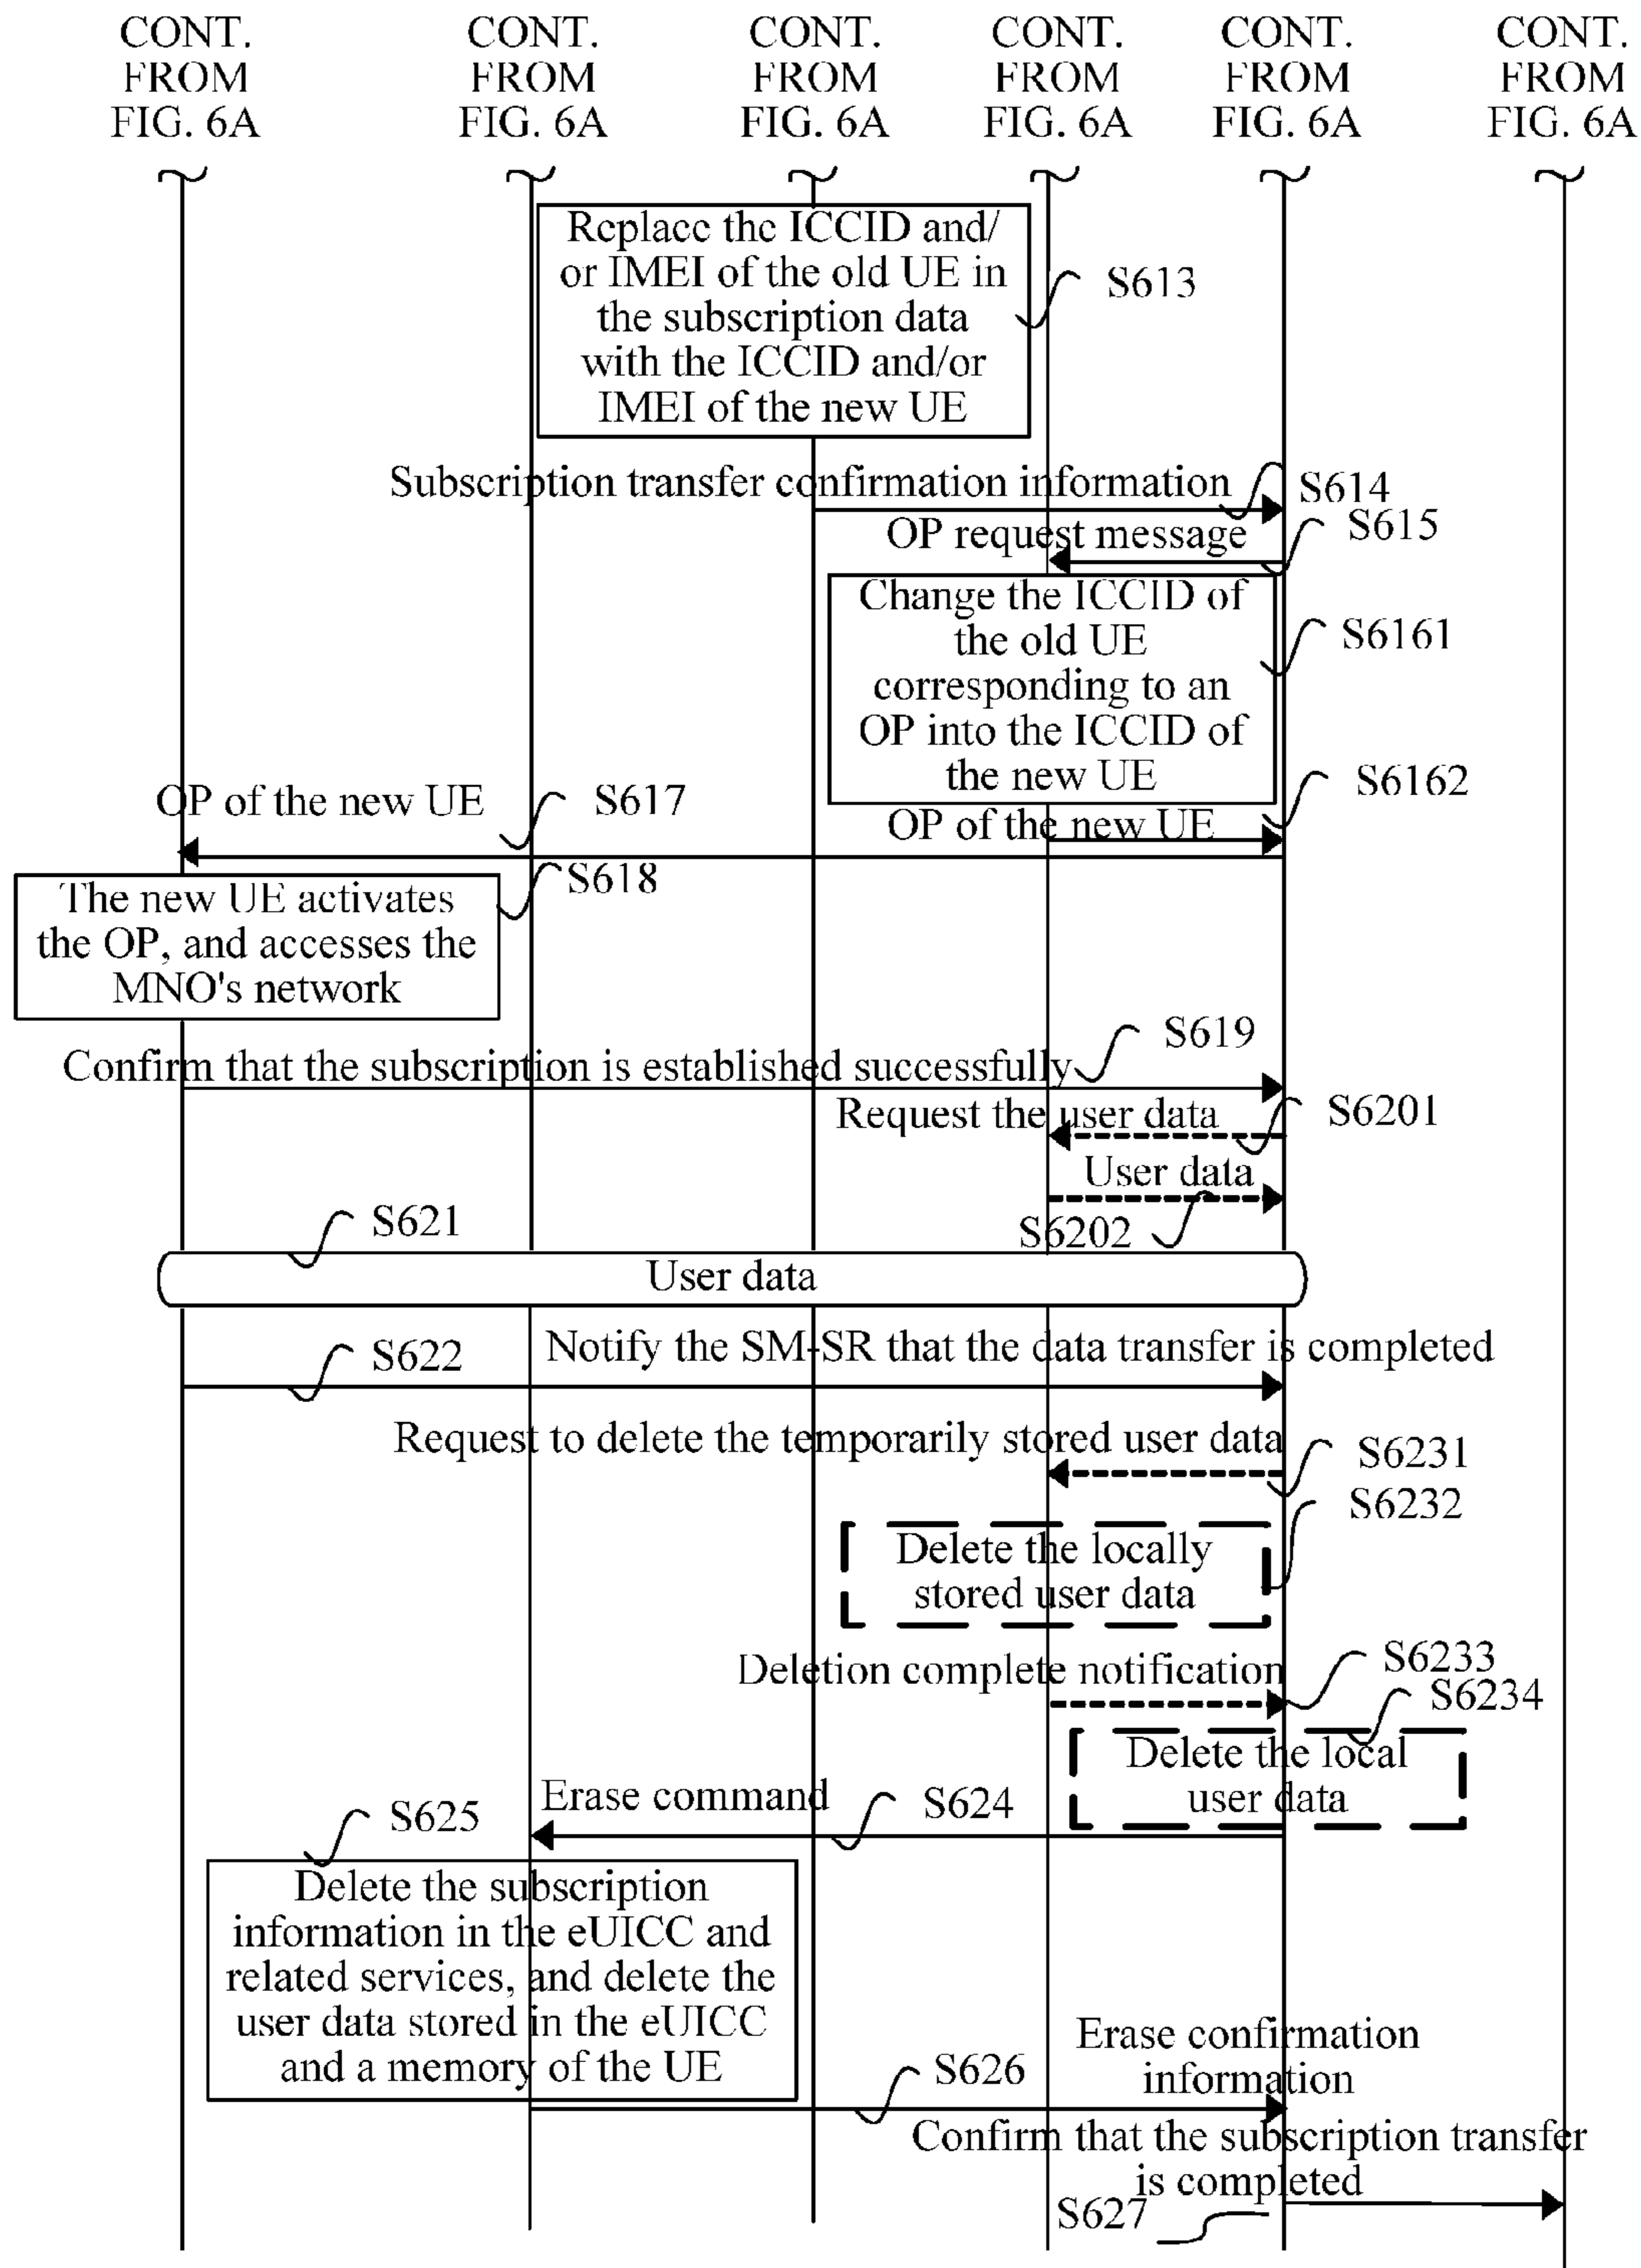 CONT.
FROM
FIG. 6A
CONT.
FROM
FIG. 6A
CONT.
FROM
FIG. 6A
CONT.
FROM
FIG. 6A
CONT.
FROM
FIG. 6A
CONT.
FROM
FIG. 6A
Replace the ICCID and/
or IMEI of the old UE in
the subscription data
with the ICCID and/or
IMEI of the new UE
S613
Subscription transfer confirmation information
S614
OP request message
S615
Change the ICCID of
the old UE
corresponding to an
OP into the ICCID of
the new UE
S6161
OP of the new UE
S6162
OP of the new UE
S617
The new UE activates
the OP, and accesses the
MNO's network
S618
Confirm that the subscription is established successfully
S619
Request the user data
S6201
User data
S6202
S621
User data
S622
Notify the SM-SR that the data transfer is completed
Request to delete the temporarily stored user data
S6231
S6232
Delete the locally
stored user data
Deletion complete notification
S6233
S6234
Delete the local
user data
Erase command
S624
S625
Delete the subscription
information in the eUICC and
related services, and delete the
user data stored in the eUICC
and a memory of the UE
Erase confirmation
information
S626
Confirm that the subscription transfer
is completed
S627